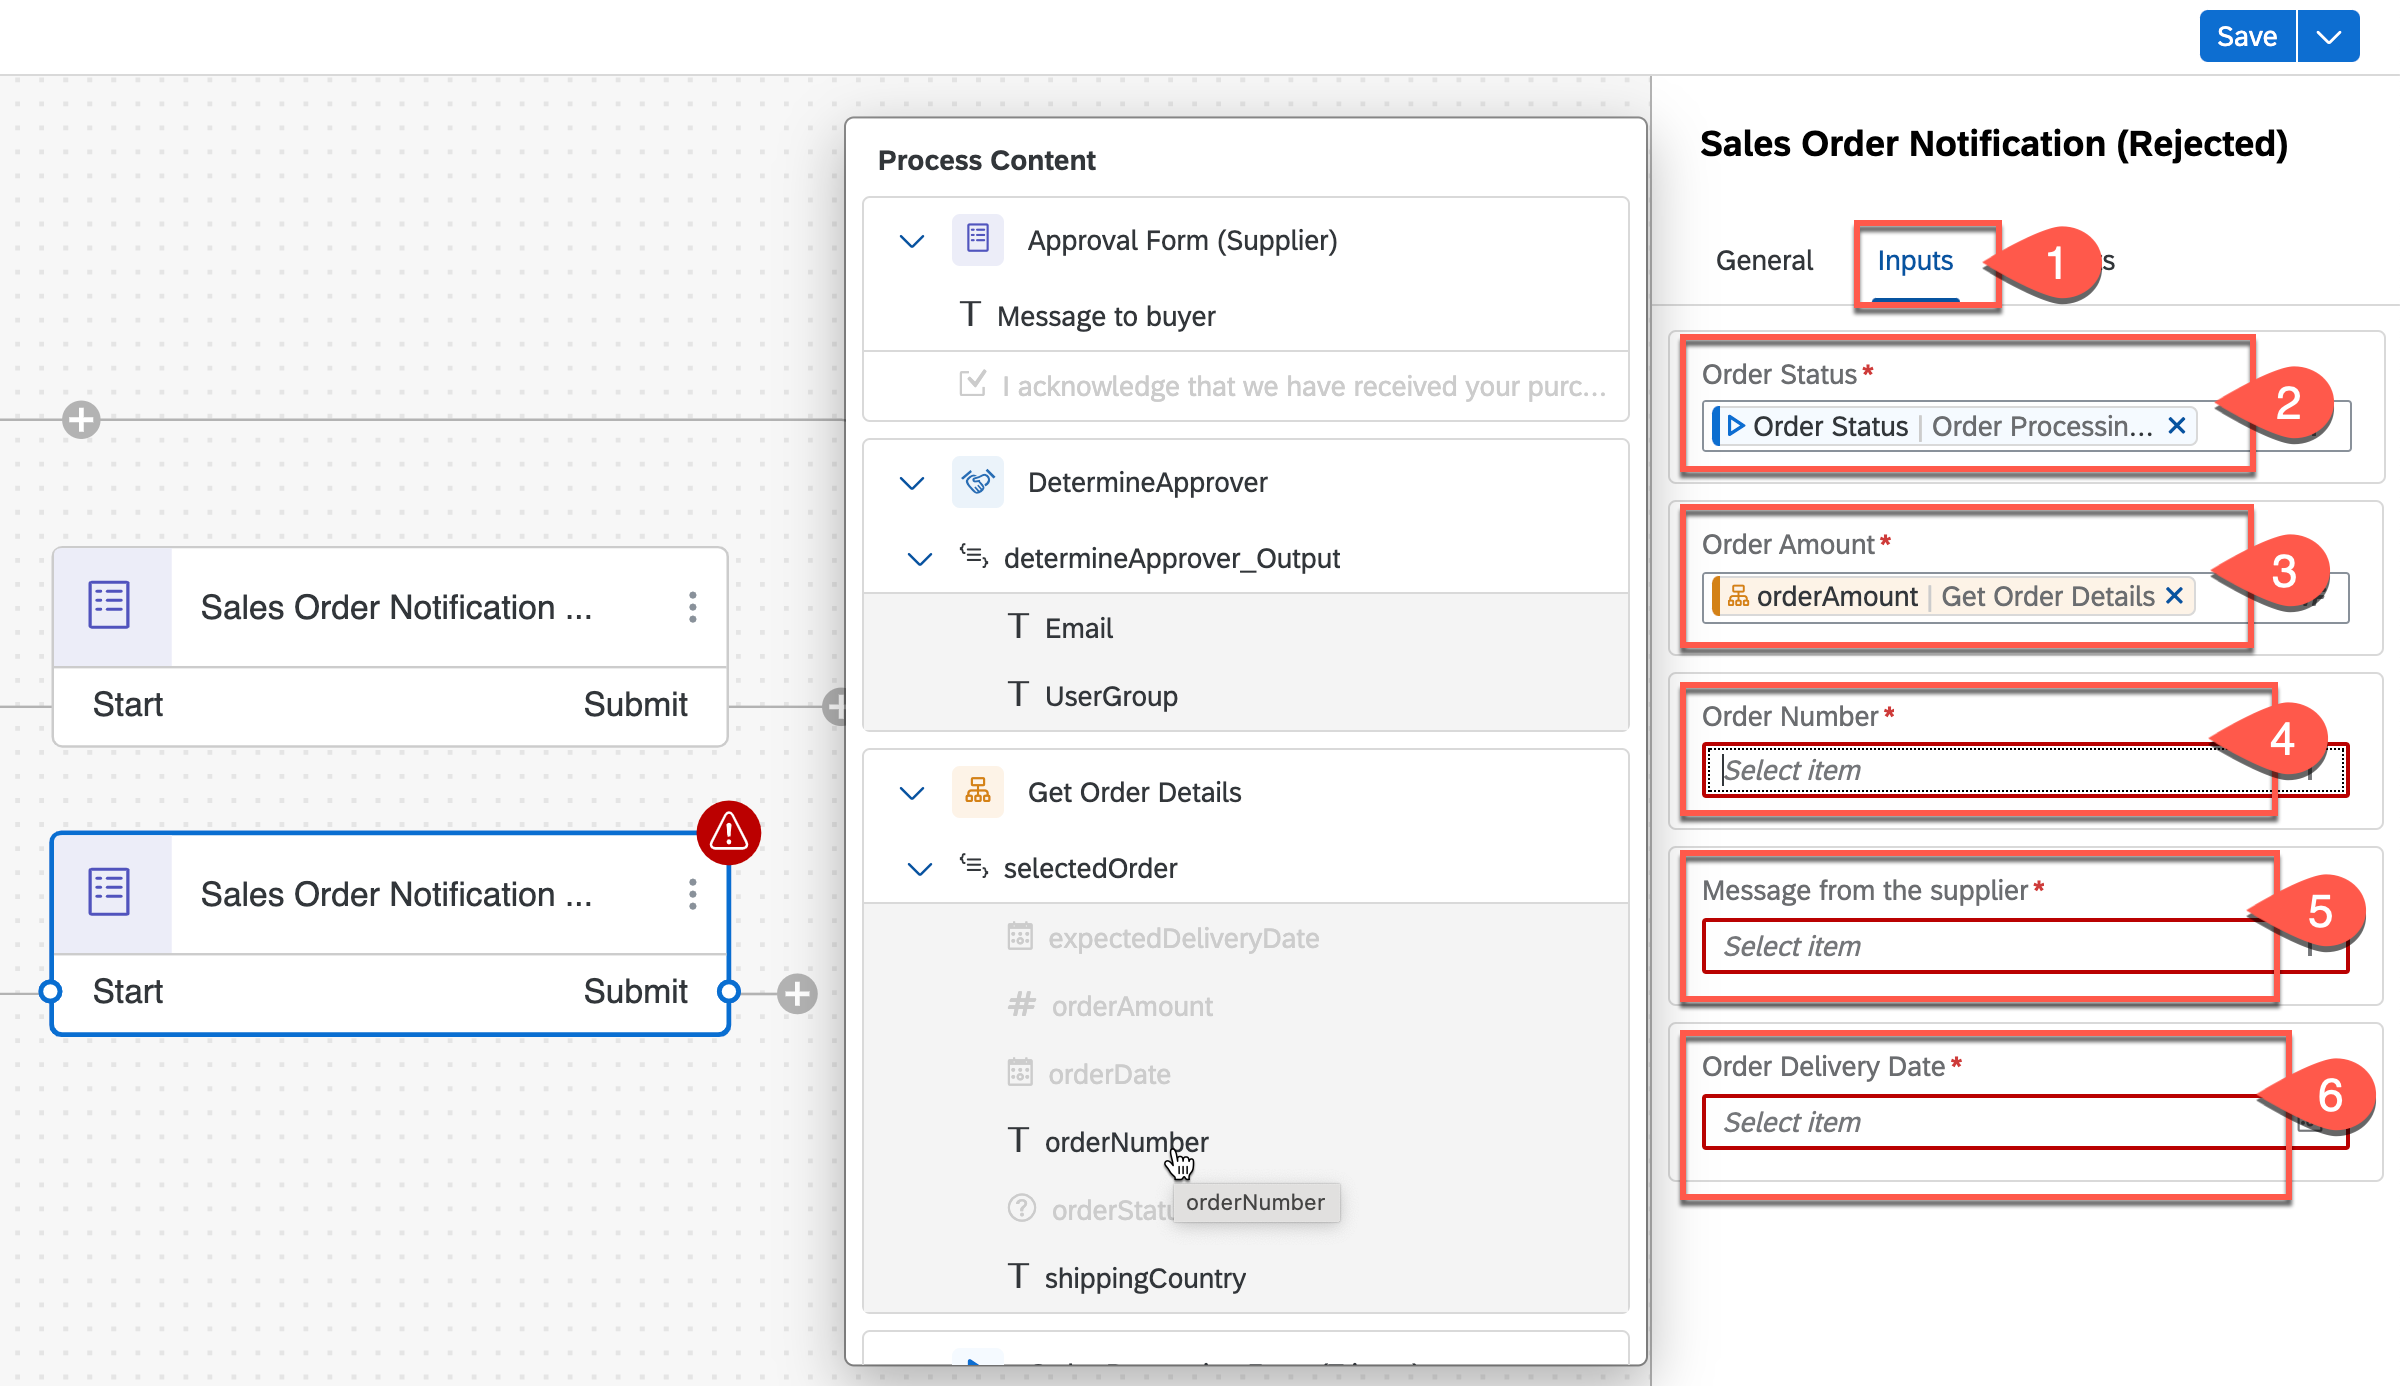 Save
Sales Order Notification (Rejected)
General
Inputs
1
s
Order Status*
Order Status | Order Processin... ×
2
Order Amount*
orderAmount | Get Order Details ×
3
Order Number*
Select item
4
Message from the supplier*
Select item
5
Order Delivery Date*
Select item
6
Process Content
Approval Form (Supplier)
T Message to buyer
I acknowledge that we have received your purc...
DetermineApprover
determineApprover_Output
T Email
T UserGroup
Get Order Details
selectedOrder
expectedDeliveryDate
# orderAmount
orderDate
T orderNumber
orderNumber
orderStatu
T shippingCountry
Sales Order Notification ...
Start Submit
Sales Order Notification ...
Start Submit